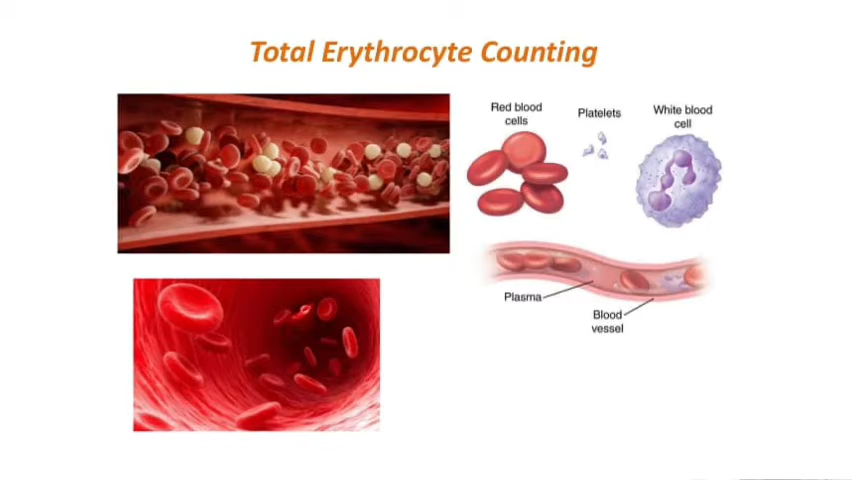 Total Erythrocyte Counting
Red blood
cells
Platelets
White blood
cell
Plasma
Blood
vessel